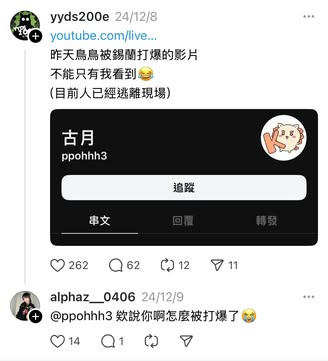 yyds200e 24/12/8
youtube.com/live...
昨天鳥鳥被錫蘭打爆的影片
不能只有我看到😂
(目前人已經逃離現場)
古月
ppohhh3
K
追蹤
串文 回覆 轉發
262 62 12 11
alphaz__0406 24/12/9
@ppohhh3 欸說你啊怎麼被打爆了😭
14 1